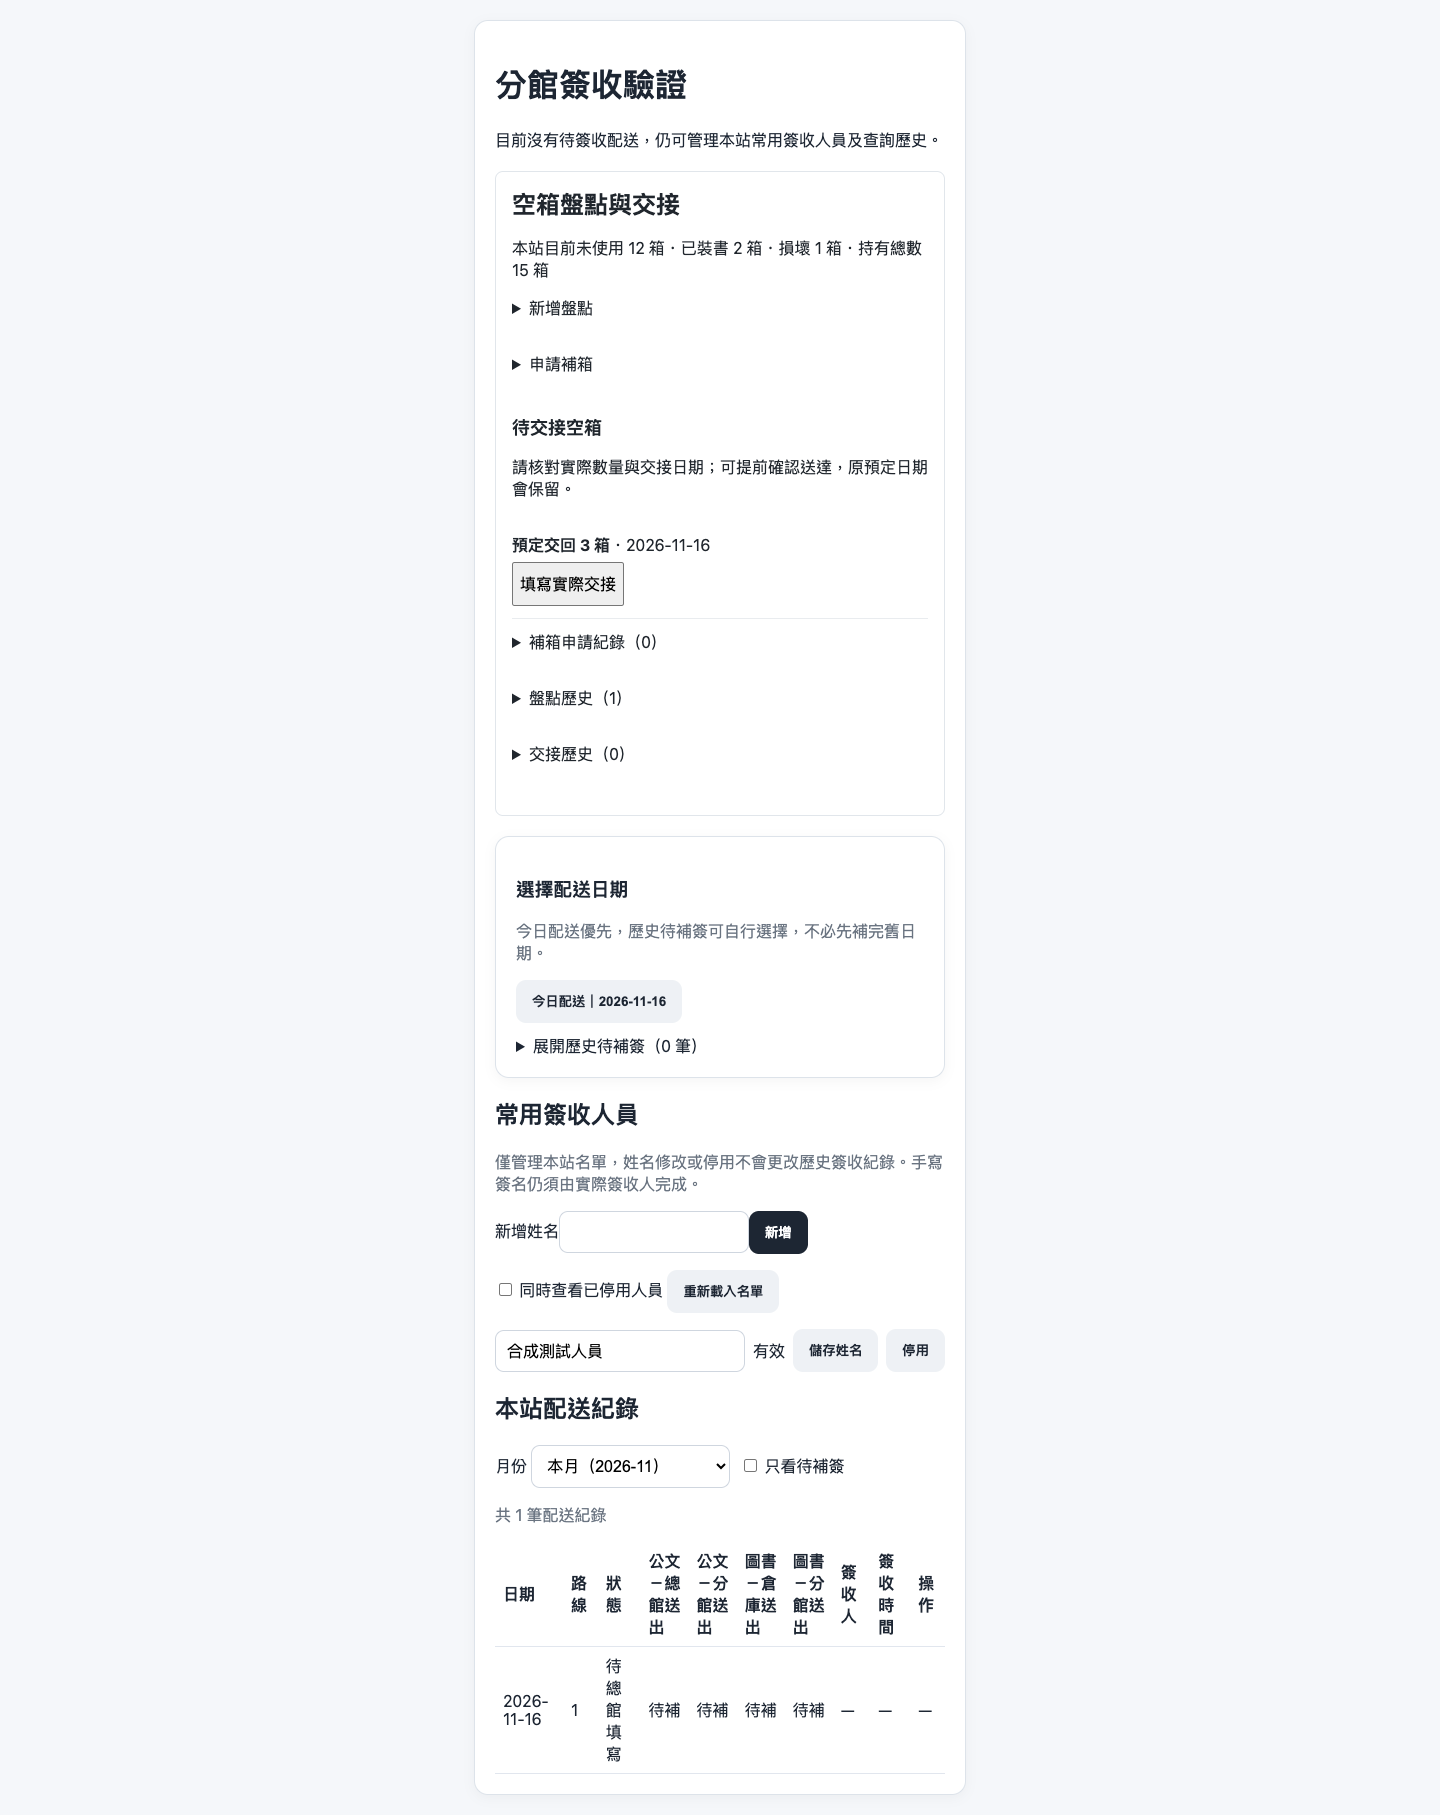 分館簽收驗證
目前沒有待簽收配送，仍可管理本站常用簽收人員及查詢歷史。
空箱盤點與交接
本站目前未使用 12 箱・已裝書 2 箱・損壞 1 箱・持有總數
15 箱
▶ 新增盤點
▶ 申請補箱
待交接空箱
請核對實際數量與交接日期；可提前確認送達，原預定日期
會保留。
預定交回 3 箱・2026-11-16
填寫實際交接
▶ 補箱申請紀錄（0）
▶ 盤點歷史（1）
▶ 交接歷史（0）
選擇配送日期
今日配送優先，歷史待補簽可自行選擇，不必先補完舊日
期。
今日配送｜2026-11-16
▶ 展開歷史待補簽（0 筆）
常用簽收人員
僅管理本站名單，姓名修改或停用不會更改歷史簽收紀錄。手寫
簽名仍須由實際簽收人完成。
新增姓名 新增
同時查看已停用人員 重新載入名單
合成測試人員 有效 儲存姓名 停用
本站配送紀錄
月份 本月（2026-11） 只看待補簽
共 1 筆配送紀錄
日期 路線 狀態 公文－總館送出 公文－分館送出 圖書－倉庫送出 圖書－分館送出 簽收人 簽收時間 操作
2026-11-16 1 待總館填寫 待補 待補 待補 待補 — — —